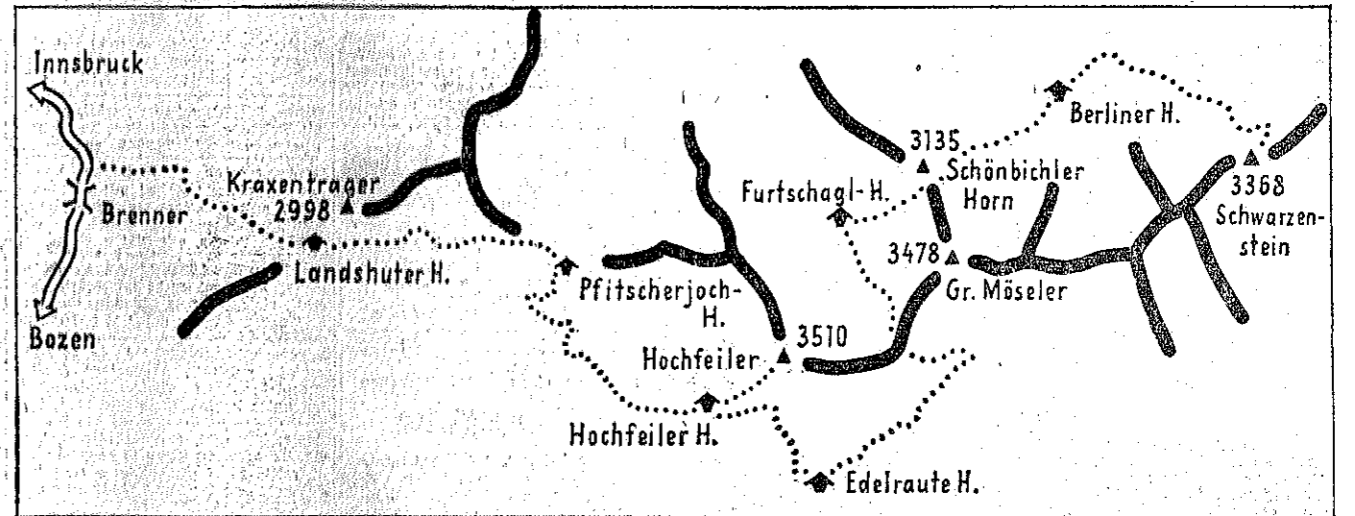 Innsbruck
Berliner H.
3135
Schönbichler
Horn
Kraxentrager
2998
Brenner
Furtschagl-H.
3368
Schwarzen-
stein
Landshuter H.
3478
Gr. Möseler
Pfitscherjoch-
H.
Bozen
3510
Hochfeiler
Hochfeiler H.
Edelraute H.